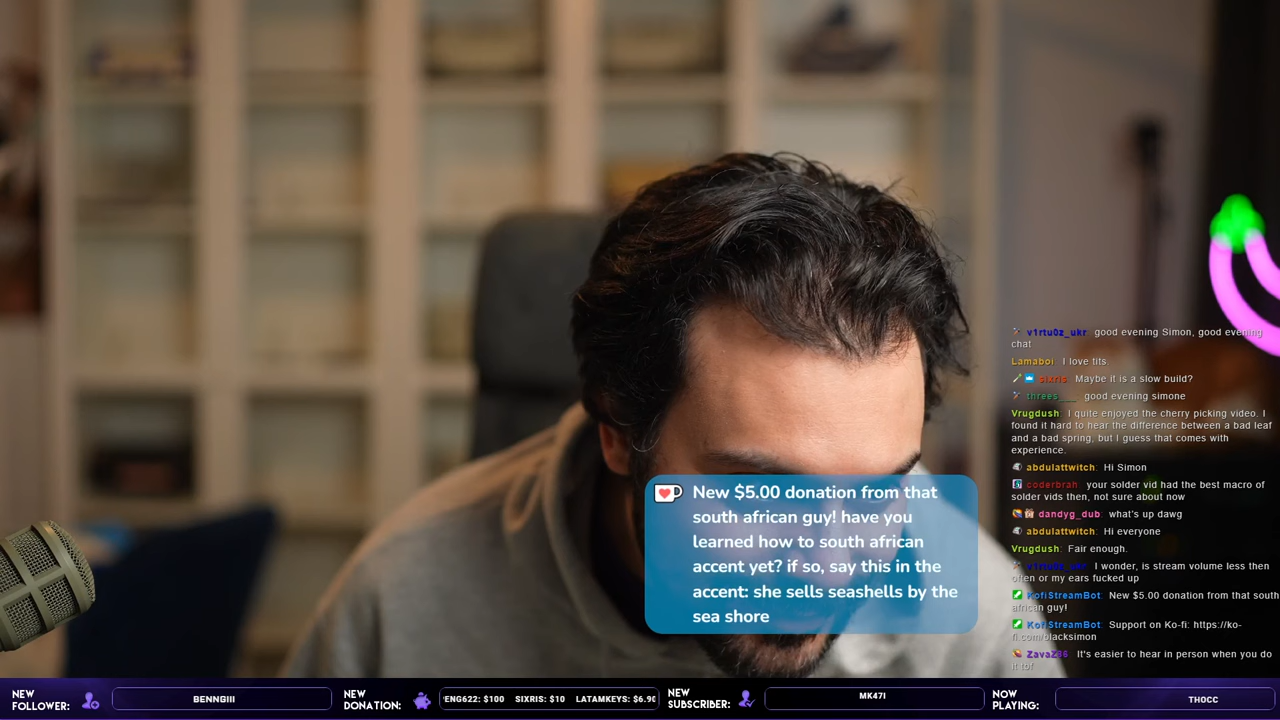 v1rtu0z_ukr: good evening Simon, good evening
chat
Lamaboi: I love tits.
sixris: Maybe it is a slow build?
threes___: good evening simone
Vrugdush: I quite enjoyed the cherry picking video. I
found it hard to hear the difference between a bad leaf
and a bad spring, but I guess that comes with
experience.
abdulattwitch: Hi Simon
coderbrah: your solder vid had the best macro of
solder vids then, not sure about now
dandyg_dub: what's up dawg
abdulattwitch: Hi everyone
Vrugdush: Fair enough.
v1rtu0z_ukr: I wonder, is stream volume less then
often or my ears fucked up
KofiStreamBot: New $5.00 donation from that south
african guy!
KofiStreamBot: Support on Ko-fi: https://ko-
fi.com/blacksimon
ZavaZ36: It's easier to hear in person when you do
it tbf
New $5.00 donation from that
south african guy! have you
learned how to south african
accent yet? if so, say this in the
accent: she sells seashells by the
sea shore
NEW
FOLLOWER:
BENNGIII
NEW
DONATION:
ENG622: $100 SIXRIS: $10 LATAMKEYS: $6.90
NEW
SUBSCRIBER:
MK47I
NOW
PLAYING:
THOCC